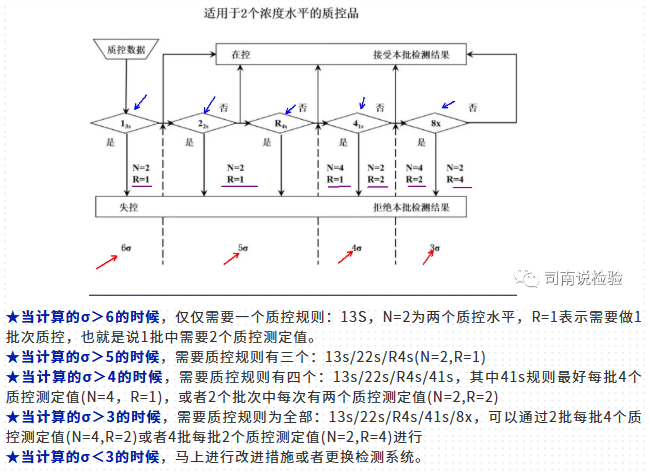 适用于2个浓度水平的质控品
质控数据
在控 接受本批检测结果
否 否 否 否
1₃ₛ 2₂ₛ R₄ₛ 4₁ₛ 8x
是 是 是 是 是
N=2 N=2 N=4 N=2 N=4 N=2
R=1 R=1 R=1 R=2 R=2 R=4
失控 拒绝本批检测结果
6σ 5σ 4σ 3σ
司南说检验
★当计算的σ＞6的时候，仅仅需要一个质控规则：13S，N=2为两个质控水平，R=1表示需要做1
批次质控，也就是说1批中需要2个质控测定值。
★当计算的σ＞5的时候，需要质控规则有三个：13s/22s/R4s(N=2,R=1)
★当计算的σ＞4的时候，需要质控规则有四个：13s/22s/R4s/41s，其中41s规则最好每批4个
质控测定值(N=4，R=1)，或者2个批次中每次有两个质控测定值(N=2,R=2)
★当计算的σ＞3的时候，需要质控规则为全部：13s/22s/R4s/41s/8x，可以通过2批每批4个质
控测定值(N=4,R=2)或者4批每批2个质控测定值(N=2,R=4)进行
★当计算的σ＜3的时候，马上进行改进措施或者更换检测系统。